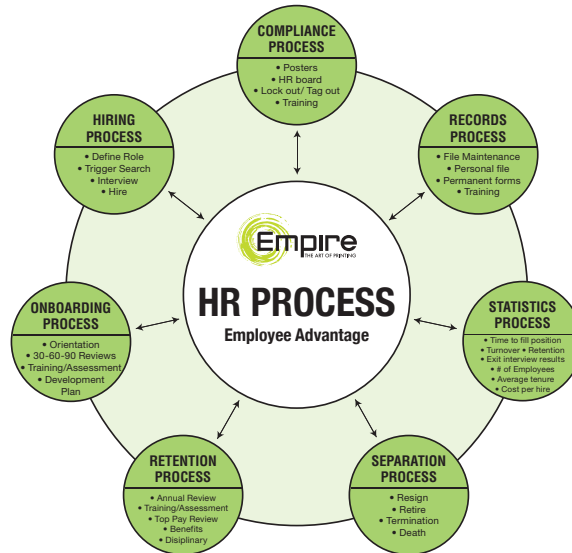 COMPLIANCE
PROCESS
• Posters
• HR board
• Lock out/ Tag out
• Training
HIRING
PROCESS
• Define Role
• Trigger Search
• Interview
• Hire
RECORDS
PROCESS
• File Maintenance
• Personal file
• Permanent forms
• Training
Empire
THE ART OF PRINTING
HR PROCESS
Employee Advantage
ONBOARDING
PROCESS
• Orientation
• 30-60-90 Reviews
• Training/Assessment
• Development
Plan
STATISTICS
PROCESS
• Time to fill position
• Turnover • Retention
• Exit interview results
• # of Employees
• Average tenure
• Cost per hire
RETENTION
PROCESS
• Annual Review
• Training/Assessment
• Top Pay Review
• Benefits
• Disiplinary
SEPARATION
PROCESS
• Resign
• Retire
• Termination
• Death